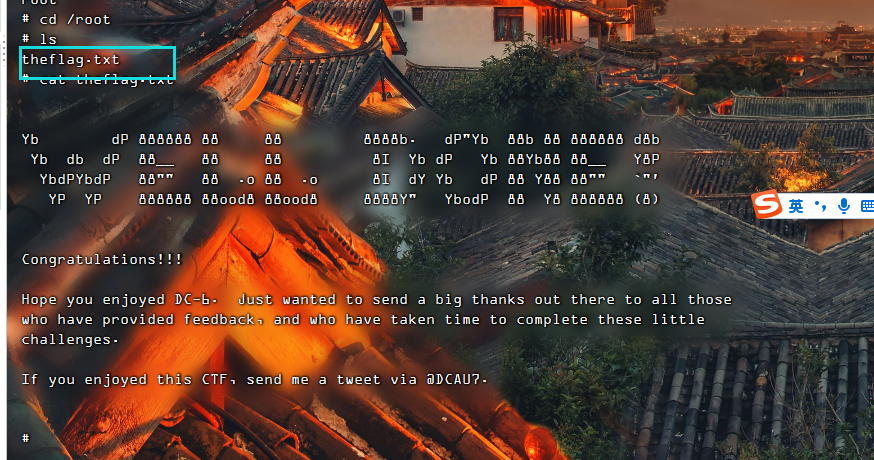 root
# cd /root
# ls
theflag.txt
# cat theflag.txt
Yb        dP 888888 88     88         8888b.   dP"Yb  88b 88 888888 d8b
 Yb  db  dP  88__   88     88          8I  Yb dP   Yb 88Yb88 88__   Y8P
  YbdPYbdP   88""   88  .o 88  .o      8I  dY Yb   dP 88 Y88 88""   `"'
   YP  YP    888888 88ood8 88ood8     8888Y"   YbodP  88  Y8 888888 (8)
Congratulations!!!
Hope you enjoyed DC-6.  Just wanted to send a big thanks out there to all those
who have provided feedback, and who have taken time to complete these little
challenges.
If you enjoyed this CTF, send me a tweet via @DCAU7.
#
S 英